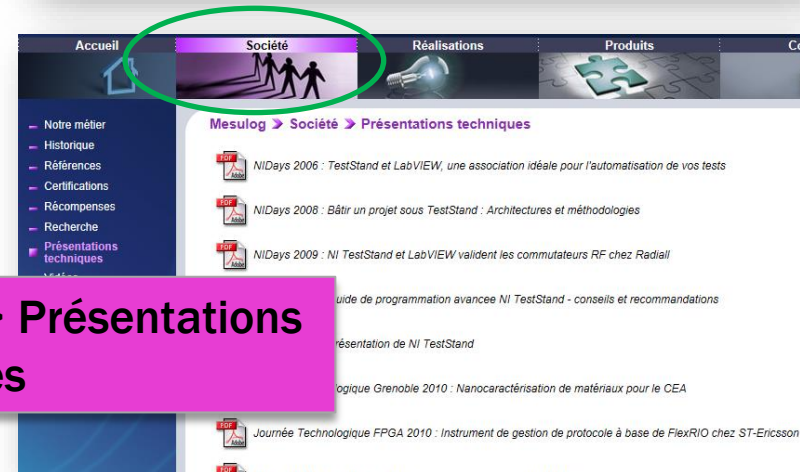 Accueil
Société
Réalisations
Produits
Notre métier
Historique
Références
Certifications
Récompenses
Recherche
Présentations
techniques
Mesulog > Société > Présentations techniques
NIDays 2006 : TestStand et LabVIEW, une association idéale pour l'automatisation de vos tests
NIDays 2008 : Bâtir un projet sous TestStand : Architectures et méthodologies
NIDays 2009 : NI TestStand et LabVIEW valident les commutateurs RF chez Radiall
de programmation avancee NI TestStand - conseils et recommandations
de NI TestStand
Grenoble 2010 : Nanocaractérisation de matériaux pour le CEA
Journée Technologique FPGA 2010 : Instrument de gestion de protocole à base de FlexRIO chez ST-Ericsson
Présentations